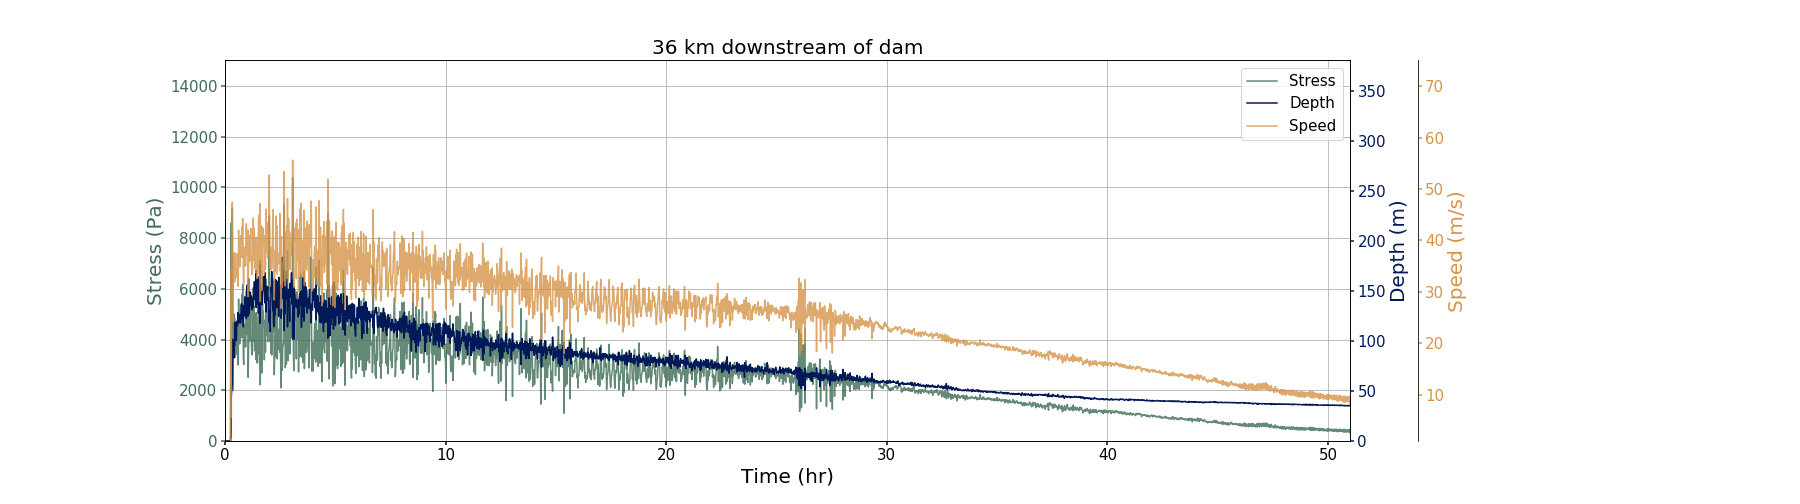 36 km downstream of dam
Stress (Pa)
14000
12000
10000
8000
6000
4000
2000
0
Stress
Depth
Speed
350
300
250
200
150
100
50
0
Depth (m)
70
60
50
40
30
20
10
Speed (m/s)
0 10 20 30 40 50
Time (hr)